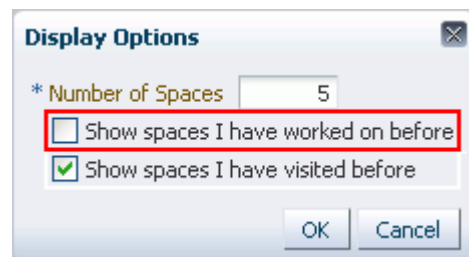 Display Options
* Number of Spaces 5
Show spaces I have worked on before
Show spaces I have visited before
OK Cancel